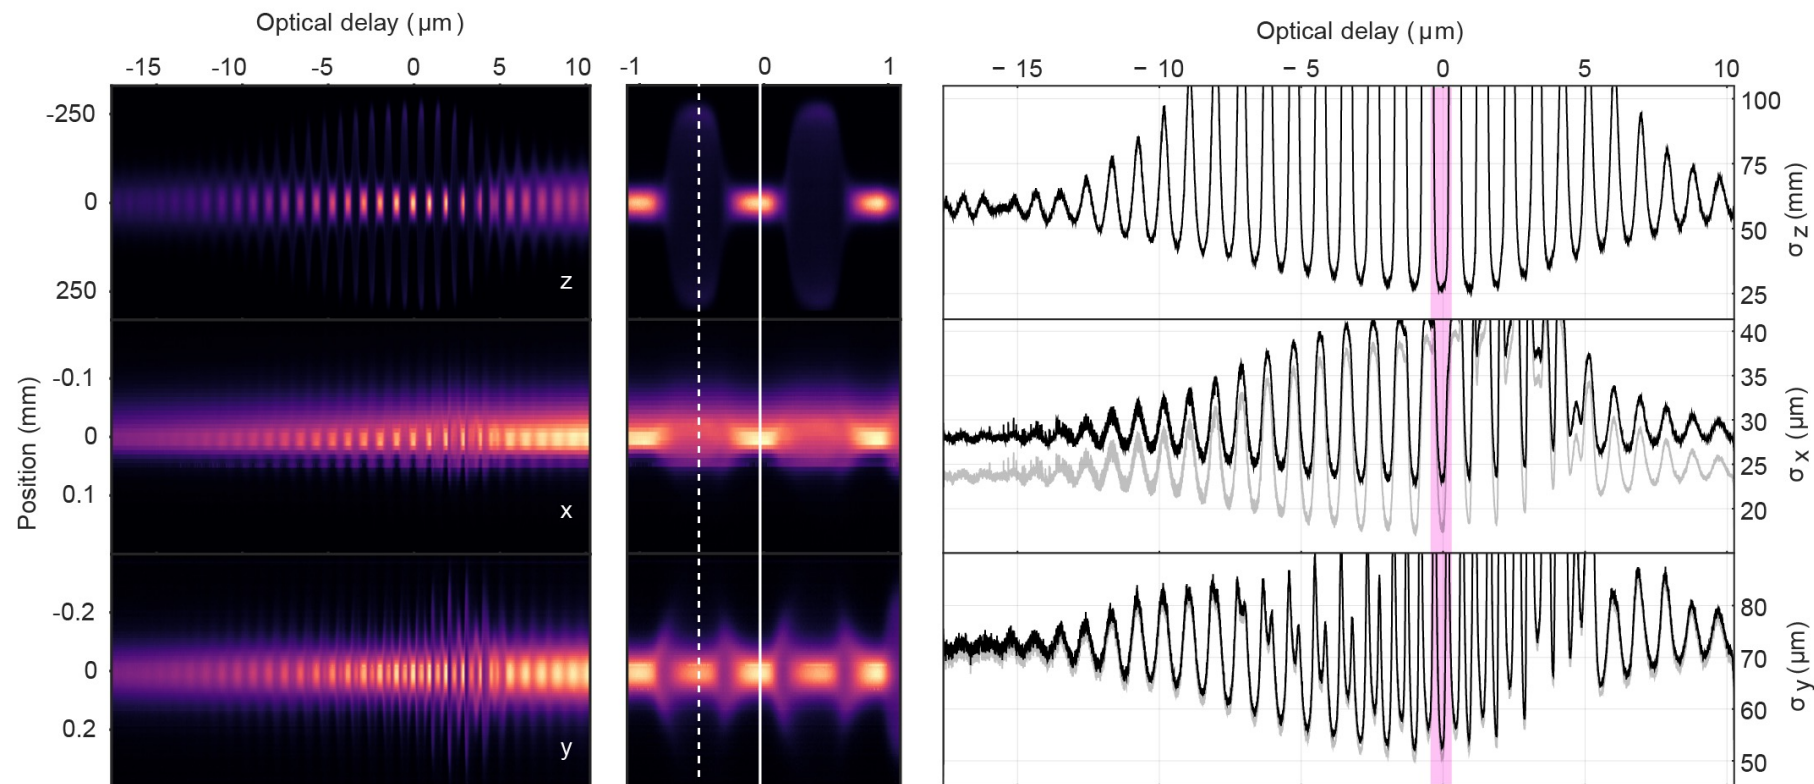 Optical delay (μm)
-15 -10 -5 0 5 10
-1 0 1
Optical delay (μm)
− 15 − 10 − 5 0 5 10
Position (mm)
-250
0
250
z
-0.1
0
0.1
x
-0.2
0
0.2
y
100
75
50
25
σ z (mm)
40
35
30
25
20
σ x (μm)
80
70
60
50
σ y (μm)